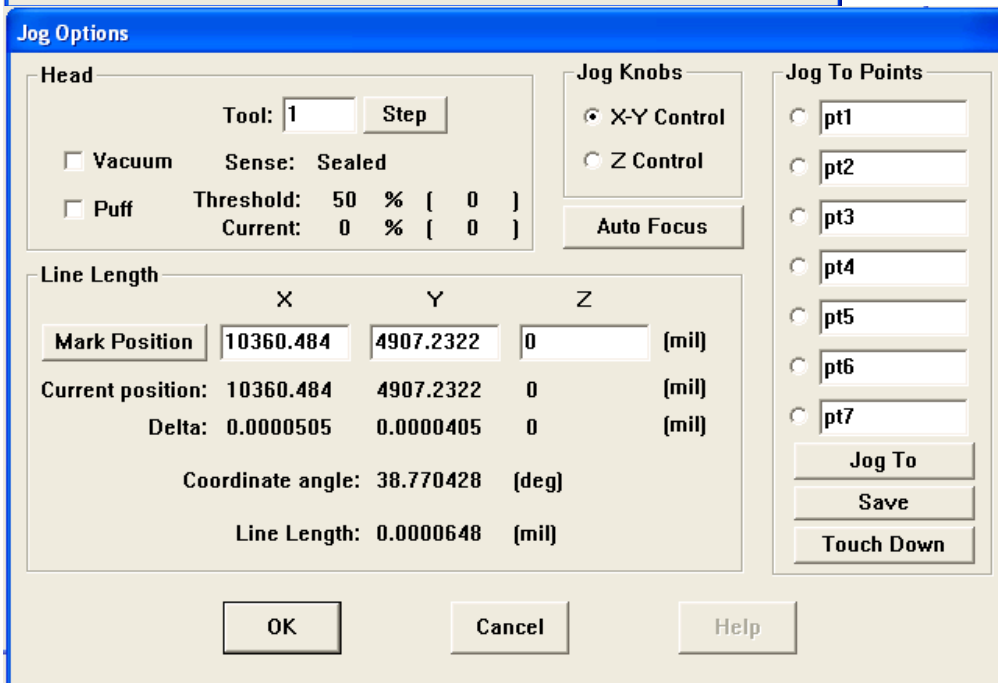 Jog Options
Head
Tool: 1 Step
Vacuum Sense: Sealed
Puff Threshold: 50 % ( 0 )
Current: 0 % ( 0 )
Jog Knobs
X-Y Control
Z Control
Auto Focus
Line Length
X Y Z
Mark Position 10360.484 4907.2322 0 (mil)
Current position: 10360.484 4907.2322 0 (mil)
Delta: 0.0000505 0.0000405 0 (mil)
Coordinate angle: 38.770428 (deg)
Line Length: 0.0000648 (mil)
Jog To Points
pt1
pt2
pt3
pt4
pt5
pt6
pt7
Jog To
Save
Touch Down
OK Cancel Help